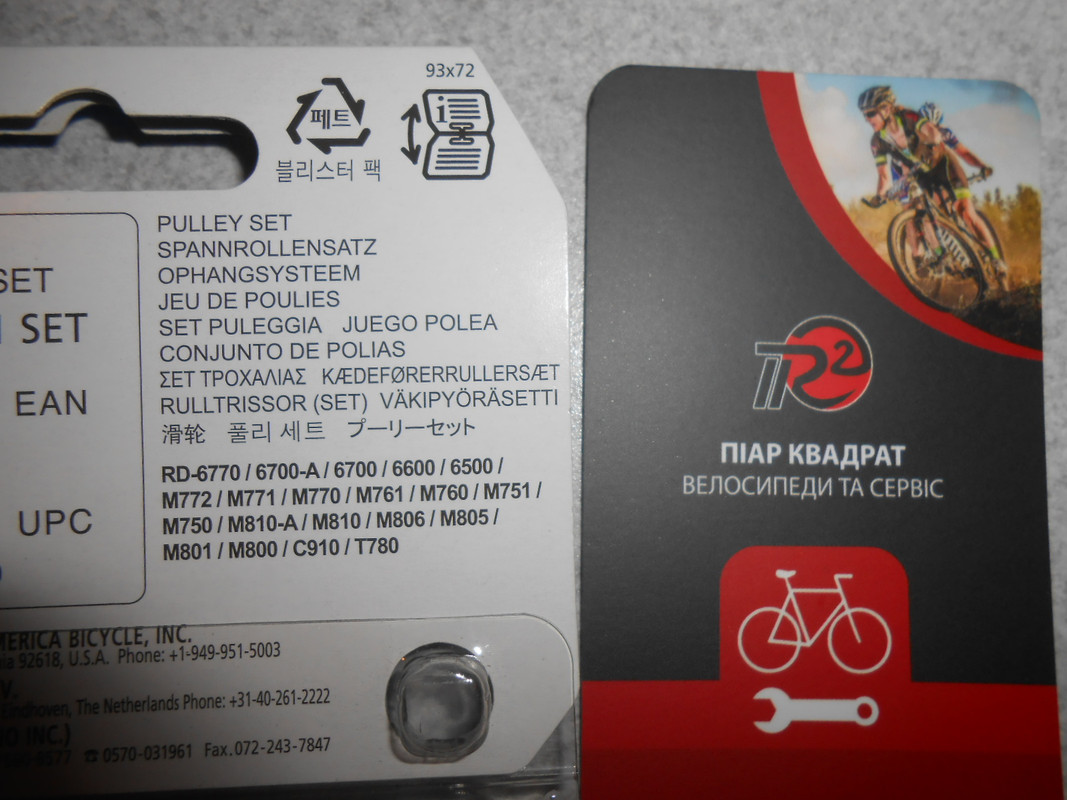 93x72
페트
블리스터 팩
PULLEY SET
SPANNROLLENSATZ
OPHANGSYSTEEM
JEU DE POULIES
SET PULEGGIA JUEGO POLEA
CONJUNTO DE POLIAS
ΣΕΤ ΤΡΟΧΑΛΙΑΣ KÆDEFØRERRULLERSÆT
RULLTRISSOR (SET) VÄKIPYÖRÄSETTI
滑轮 풀리 세트 プーリーセット
RD-6770 / 6700-A / 6700 / 6600 / 6500 /
M772 / M771 / M770 / M761 / M760 / M751 /
M750 / M810-A / M810 / M806 / M805 /
M801 / M800 / C910 / T780
SET
SET
EAN
UPC
MERICA BICYCLE, INC.
92618, U.S.A. Phone: +1-949-951-5003
V.
Eindhoven, The Netherlands Phone: +31-40-261-2222
INC.)
8577 ☎ 0570-031961 Fax. 072-243-7847
ПR2
ПІАР КВАДРАТ
ВЕЛОСИПЕДИ ТА СЕРВІС